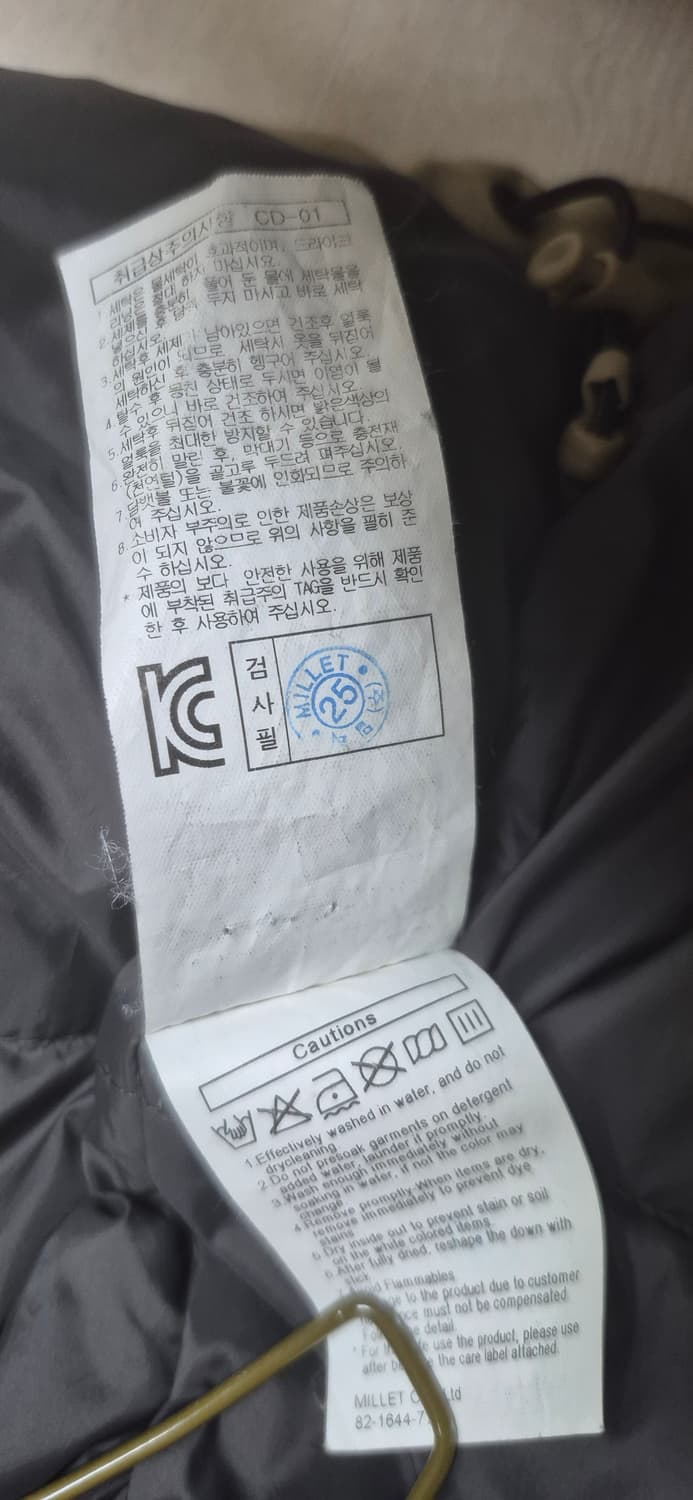 취급상주의사항 CD-01
1. 세탁은 물세탁이 효과적이며, 드라이크
리닝은 절대 하지 마십시요.
2. 세제를 충분히 풀어 둔 물에 세탁물을
넣으신 후 두지 마시고 바로 세탁
하십시오.
3. 세탁후 세제 남아있으면 건조후 얼룩
의 원인이 되므로 세탁시 옷을 뒤집어
세탁하신 후 충분히 헹구어 주십시오.
4. 탈수 후 뭉친 상태로 두시면 이염이 될
수 있으니 바로 건조하여 주십시오.
5. 세탁후 뒤집어 건조 하시면 밝은색상의
얼룩을 최대한 방지할 수 있습니다.
6. 완전히 말린 후, 막대기 등으로 충전재
(천연털)을 골고루 두드려 펴주십시오.
7. 담뱃불 또는 불꽃에 인화되므로 주의하
여 주십시오.
8. 소비자 부주의로 인한 제품손상은 보상
이 되지 않으므로 위의 사항을 필히 준
수 하십시오.
* 제품의 보다 안전한 사용을 위해 제품
에 부착된 취급주의 TAG을 반드시 확인
한 후 사용하여 주십시오.
KC
검사필
MILLET
(주)
25
Cautions
1.Effectively washed in water, and do not
drycleaning.
2.Do not presoak garments on detergent
added water, launder if promplly.
3.Wash enough immediately without
soaking in water, if not the color may
change
4.Remove promplly-When items are dry,
remove immediately to prevent dye
stains
5.Dry inside out to prevent stain or soil
on the white colored items.
6.After fully dried, reshape the down with
stick
Flammables
to the product due to customer
must not be compensated.
detail.
* For use the product, please use
after the care label attached.
MILLET Ltd
82-1644-7